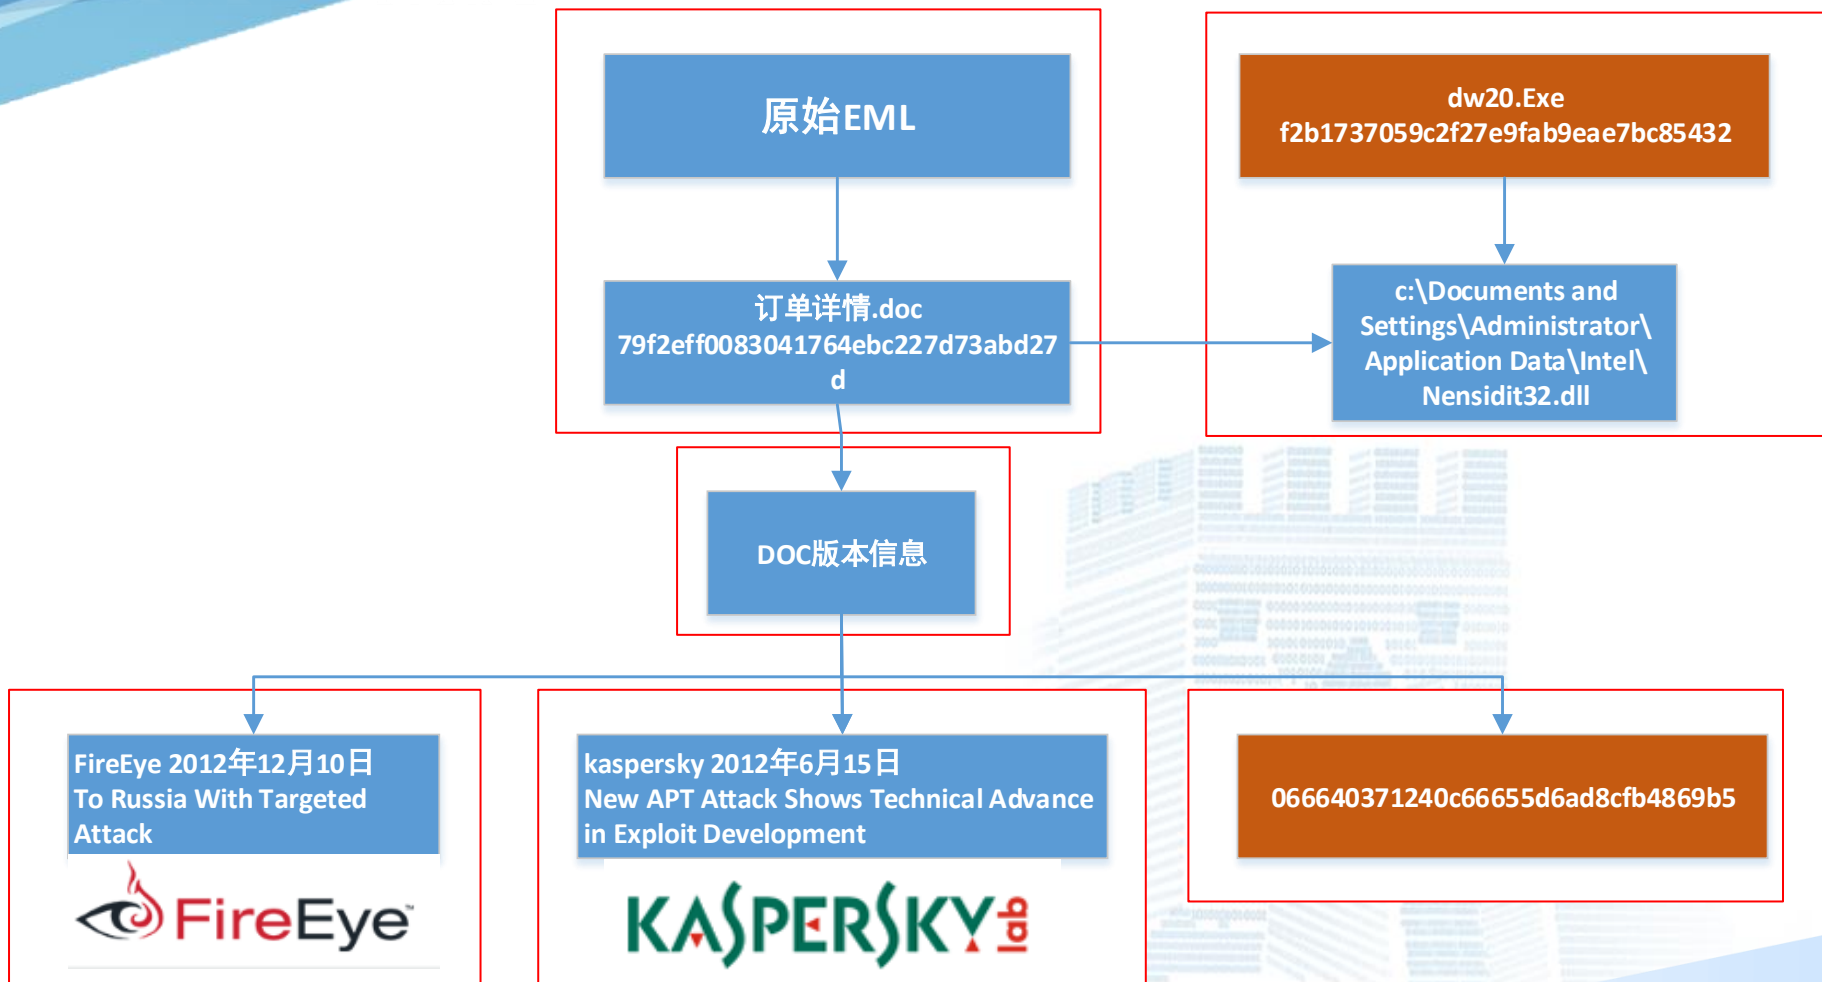 原始EML
dw20.Exe
f2b1737059c2f27e9fab9eae7bc85432
订单详情.doc
79f2eff0083041764ebc227d73abd27
d
c:\Documents and
Settings\Administrator\
Application Data\Intel\
Nensidit32.dll
DOC版本信息
FireEye 2012年12月10日
To Russia With Targeted
Attack
kaspersky 2012年6月15日
New APT Attack Shows Technical Advance
in Exploit Development
066640371240c66655d6ad8cfb4869b5
FireEye™
KASPERSKY lab